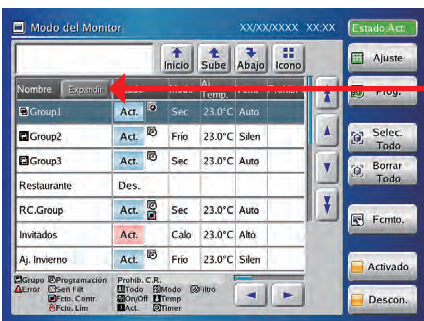 Modo del Monitor XX/XX/XXXX XX:XX Estado:Act.
Inicio Sube Abajo Icono Ajuste
Nombre Expandir Aj. Temp. Prog.
Group1 Act. Sec 23.0°C Auto
Group2 Act. Frío 23.0°C Silen
Selec. Todo
Group3 Act. Sec 23.0°C Auto
Borrar Todo
Restaurante Des.
RC.Group Act. Sec 23.0°C Auto
Fcmto.
Invitados Act. Calo 23.0°C Alto
Aj. Invierno Act. Frío 23.0°C Silen
Activado
Grupo Programación Prohib. C.R.
Error Señ Filt Todo Modo Filtro
Fcto. Contr. On/Off Temp
Fcto. Lím Act. Timer
Descon.